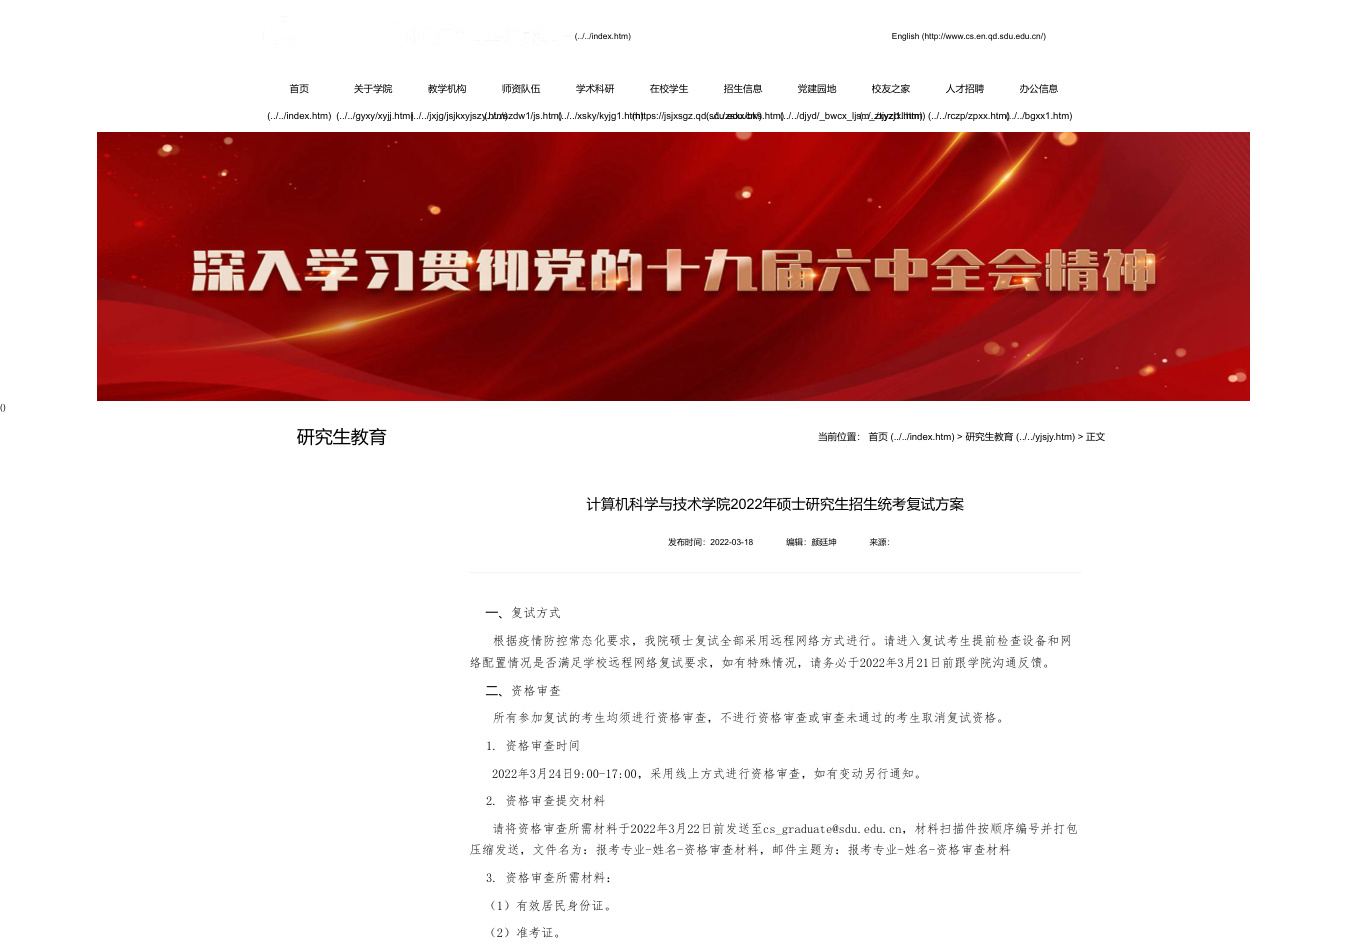 (../../index.htm)
English (http://www.cs.en.qd.sdu.edu.cn/)
首页 关于学院 教学机构 师资队伍 学术科研 在校学生 招生信息 党建园地 校友之家 人才招聘 办公信息
(../../index.htm) (../../gyxy/xyjj.htm) (../../rczp/zpxx.htm) (../../bgxx1.htm)
深入学习贯彻党的十九届六中全会精神
()
研究生教育
当前位置： 首页 (../../index.htm) > 研究生教育 (../../yjsjy.htm) > 正文
计算机科学与技术学院2022年硕士研究生招生统考复试方案
发布时间：2022-03-18 编辑：颜廷坤 来源：
一、复试方式
根据疫情防控常态化要求，我院硕士复试全部采用远程网络方式进行。请进入复试考生提前检查设备和网
络配置情况是否满足学校远程网络复试要求，如有特殊情况，请务必于2022年3月21日前跟学院沟通反馈。
二、资格审查
所有参加复试的考生均须进行资格审查，不进行资格审查或审查未通过的考生取消复试资格。
1. 资格审查时间
2022年3月24日9:00-17:00，采用线上方式进行资格审查，如有变动另行通知。
2. 资格审查提交材料
请将资格审查所需材料于2022年3月22日前发送至cs_graduate@sdu.edu.cn，材料扫描件按顺序编号并打包
压缩发送，文件名为：报考专业-姓名-资格审查材料，邮件主题为：报考专业-姓名-资格审查材料
3. 资格审查所需材料：
（1）有效居民身份证。
（2）准考证。